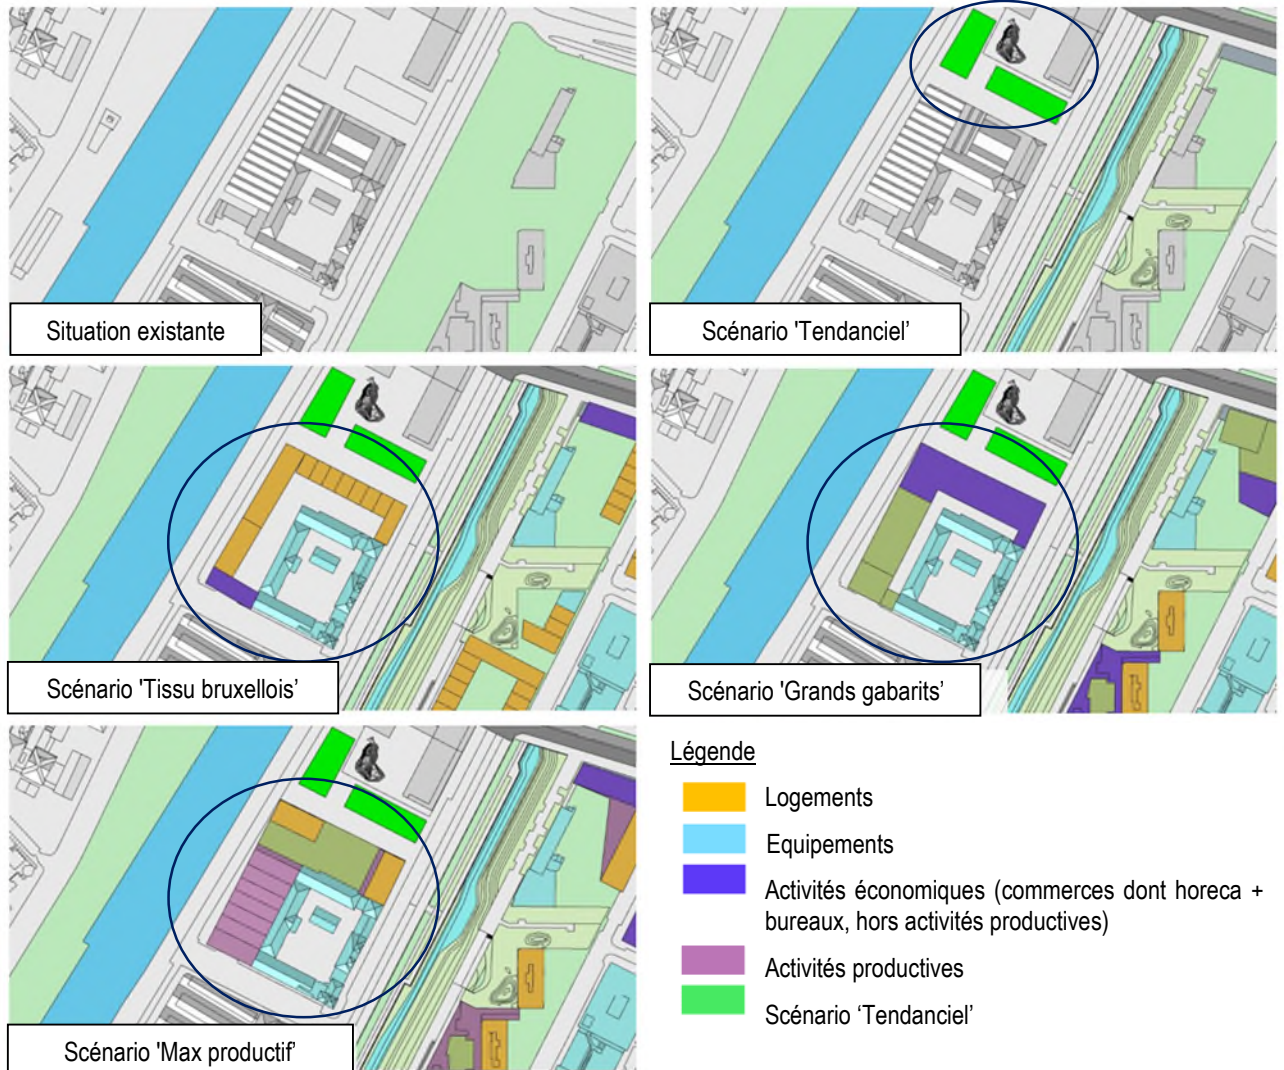 Situation existante
Scénario 'Tendanciel’
Scénario 'Tissu bruxellois’
Scénario 'Grands gabarits’
Scénario 'Max productif’
Légende
Logements
Equipements
Activités économiques (commerces dont horeca +
bureaux, hors activités productives)
Activités productives
Scénario ‘Tendanciel’